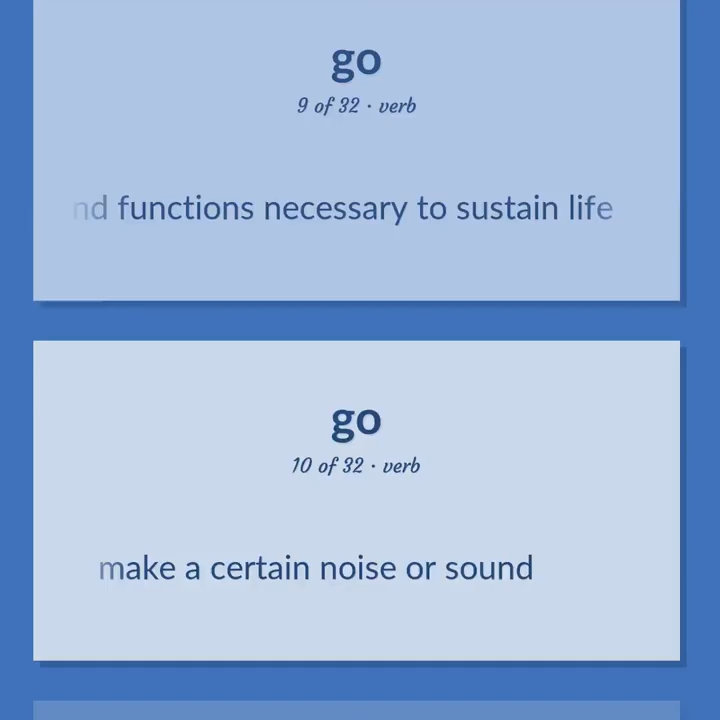 go
9 of 32 · verb
nd functions necessary to sustain life
go
10 of 32 · verb
make a certain noise or sound